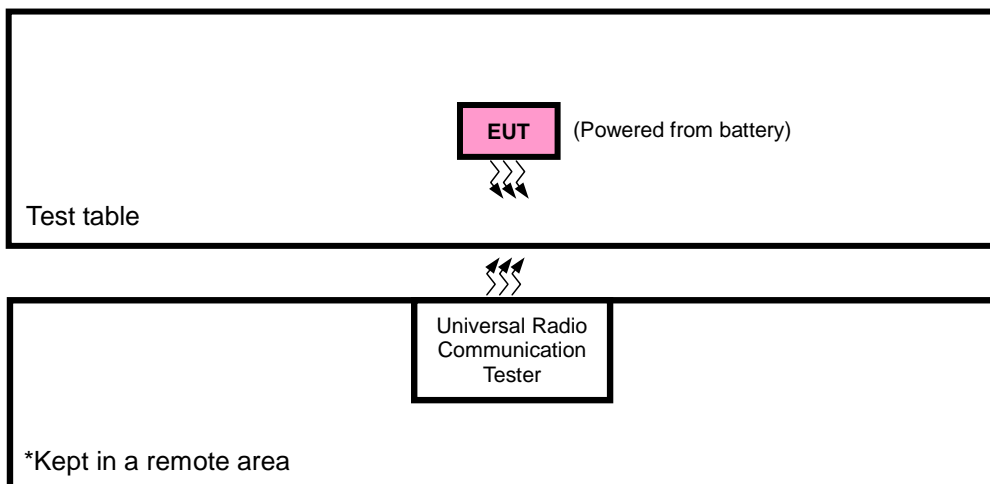 EUT
(Powered from battery)
Test table
Universal Radio
Communication
Tester
*Kept in a remote area